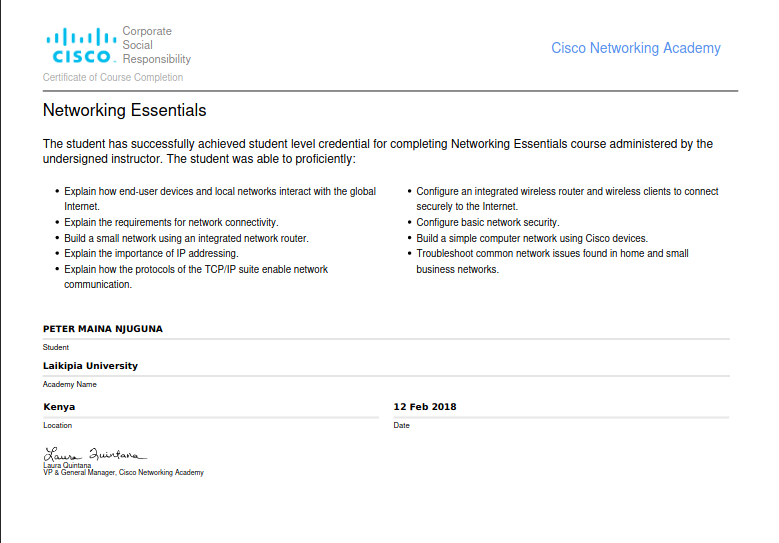 Corporate
Social
Responsibility
CISCO.
Cisco Networking Academy
Certificate of Course Completion
Networking Essentials
The student has successfully achieved student level credential for completing Networking Essentials course administered by the
undersigned instructor. The student was able to proficiently:
• Explain how end-user devices and local networks interact with the global
Internet.
• Explain the requirements for network connectivity.
• Build a small network using an integrated network router.
• Explain the importance of IP addressing.
• Explain how the protocols of the TCP/IP suite enable network
communication.
• Configure an integrated wireless router and wireless clients to connect
securely to the Internet.
• Configure basic network security.
• Build a simple computer network using Cisco devices.
• Troubleshoot common network issues found in home and small
business networks.
PETER MAINA NJUGUNA
Student
Laikipia University
Academy Name
Kenya
Location
12 Feb 2018
Date
Laura Quintana
Laura Quintana
VP & General Manager, Cisco Networking Academy